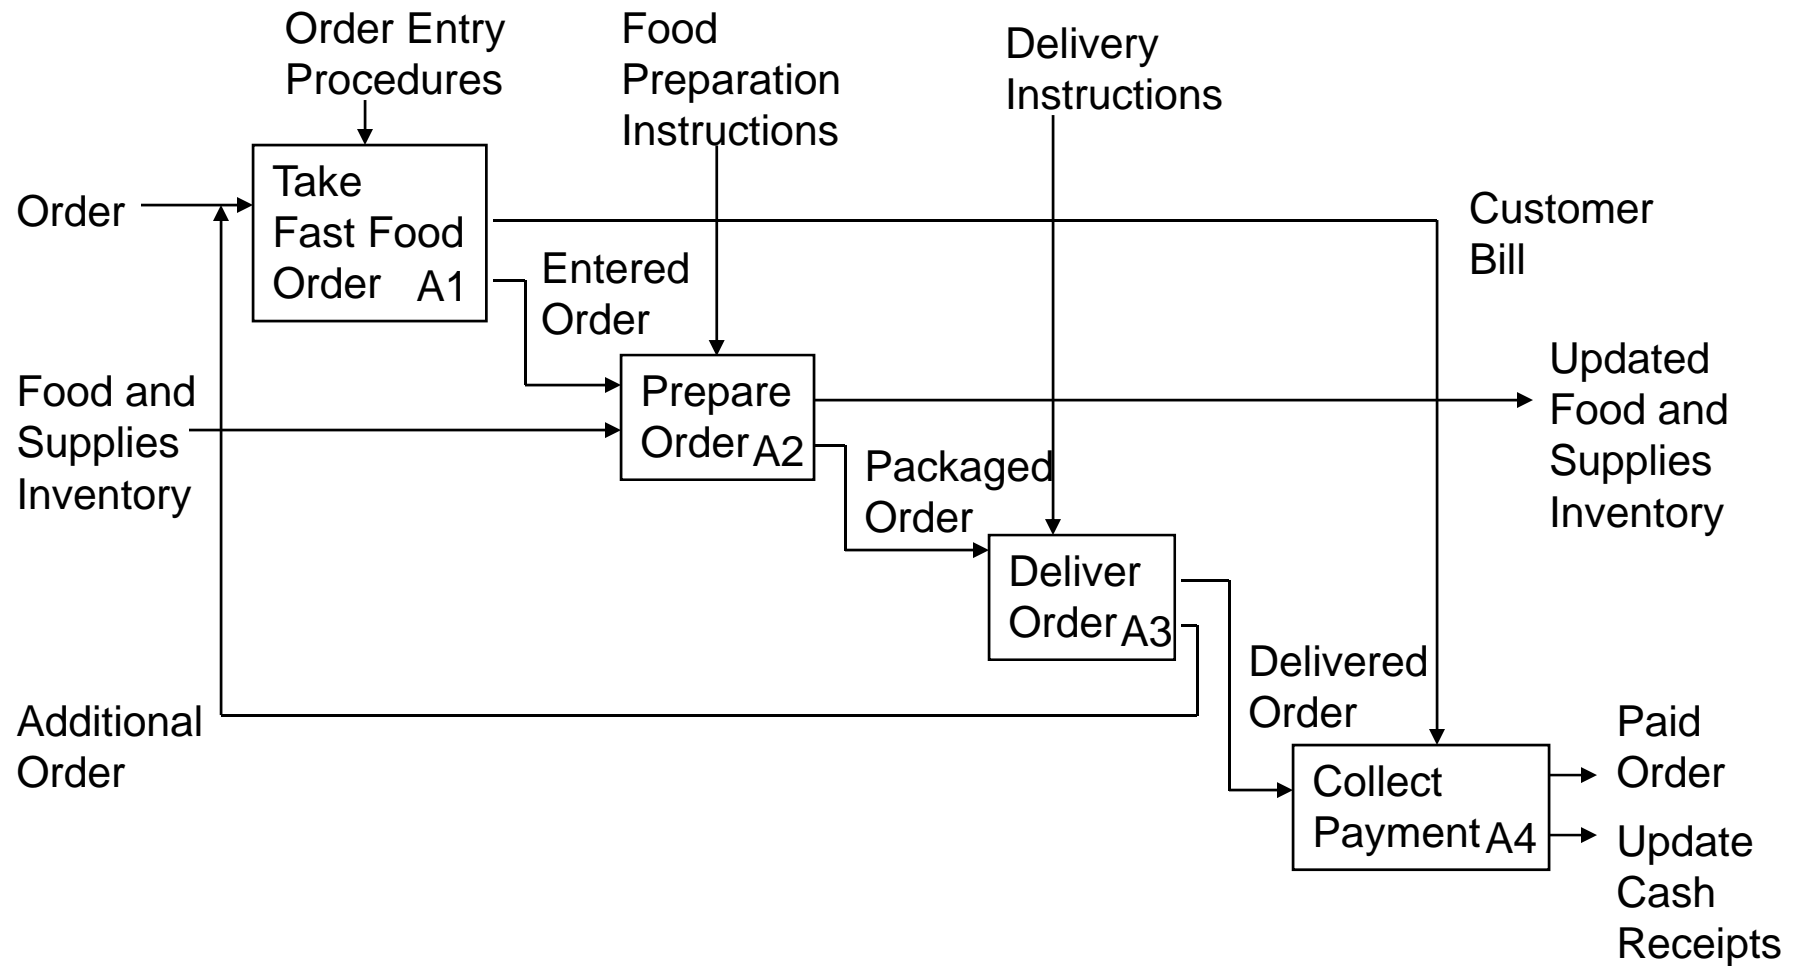 Order Entry
Procedures
Food
Preparation
Instructions
Delivery
Instructions
Order
Take
Fast Food
Order A1
Customer
Bill
Entered
Order
Food and
Supplies
Inventory
Prepare
Order A2
Updated
Food and
Supplies
Inventory
Packaged
Order
Deliver
Order A3
Additional
Order
Delivered
Order
Collect
Payment A4
Paid
Order
Update
Cash
Receipts